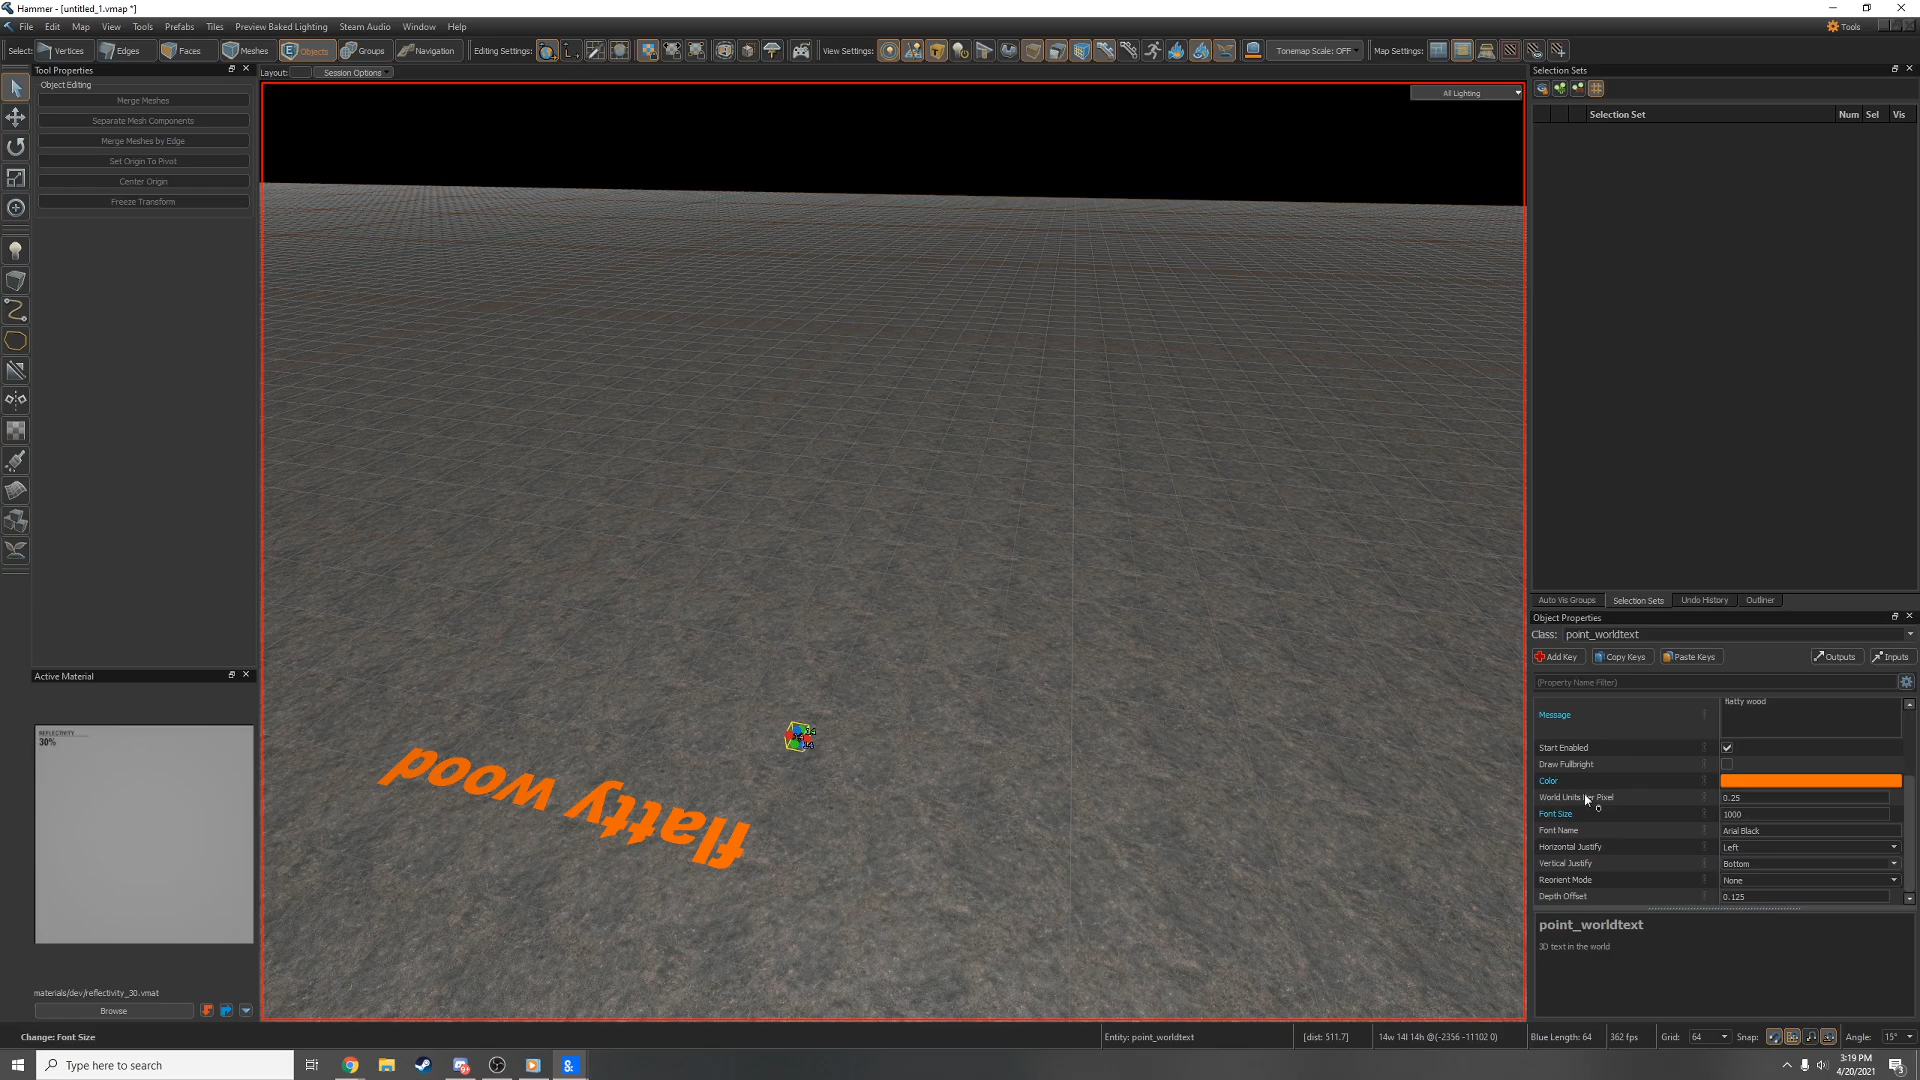 Hammer - [untitled_1.vmap *]
File Edit Map View Tools Prefabs Tiles Preview Baked Lighting Steam Audio Window Help Tools
Select: Vertices Edges Faces Meshes Objects Groups Navigation Editing Settings: View Settings: Tonemap Scale: OFF Map Settings:
Tool Properties
Layout: Session Options
Selection Sets
Object Editing
Merge Meshes
Separate Mesh Components
Merge Meshes by Edge
Set Origin To Pivot
Center Origin
Freeze Transform
All Lighting
Selection Set Num Sel Vis
flatty wood
Auto Vis Groups Selection Sets Undo History Outliner
Object Properties
Class: point_worldtext
Add Key Copy Keys Paste Keys Outputs Inputs
(Property Name Filter)
Message flatty wood
Start Enabled
Draw Fullbright
Color
World Units Per Pixel 0.25
Font Size 1000
Font Name Arial Black
Horizontal Justify Left
Vertical Justify Bottom
Reorient Mode None
Depth Offset 0.125
point_worldtext
3D text in the world
Active Material
REFLECTIVITY
30%
materials/dev/reflectivity_30.vmat
Browse
Change: Font Size
Entity: point_worldtext [dist: 511.7] 14w 14l 14h @(-2356 -11102 0) Blue Length: 64 362 fps Grid: 64 Snap: Angle: 15°
Type here to search
3:19 PM
4/20/2021